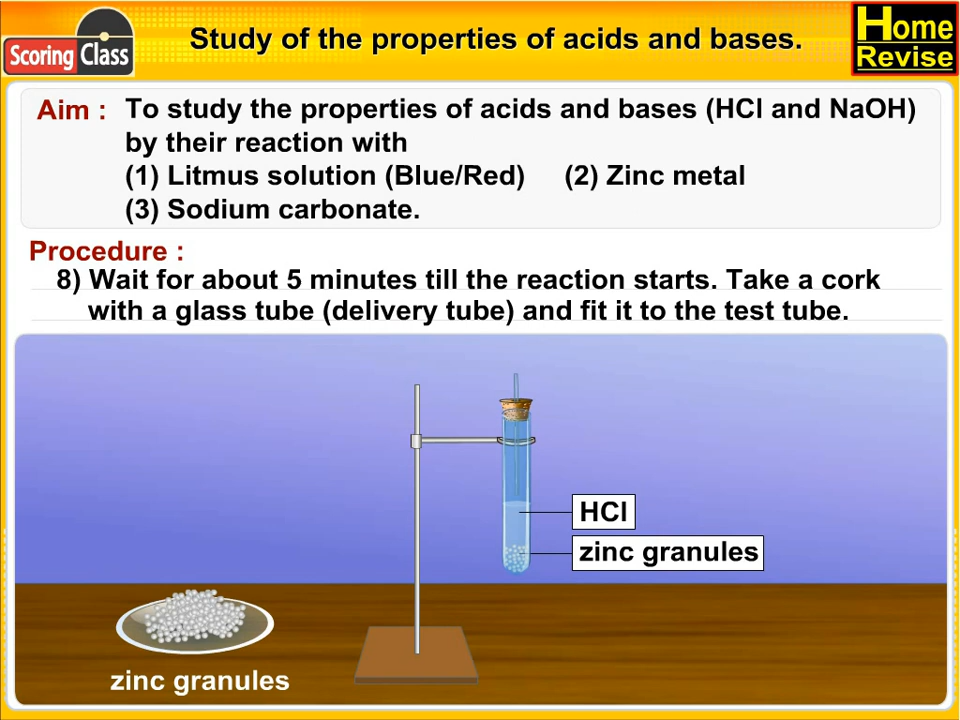 Scoring Class
Study of the properties of acids and bases.
Home
Revise
Aim : To study the properties of acids and bases (HCl and NaOH)
by their reaction with
(1) Litmus solution (Blue/Red) (2) Zinc metal
(3) Sodium carbonate.
Procedure :
8) Wait for about 5 minutes till the reaction starts. Take a cork
with a glass tube (delivery tube) and fit it to the test tube.
HCl
zinc granules
zinc granules